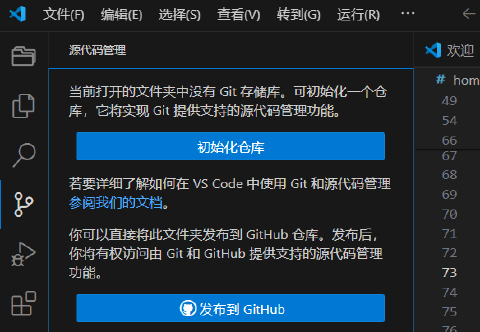 文件(F) 编辑(E) 选择(S) 查看(V) 转到(G) 运行(R) ···
源代码管理
欢迎
# hom
当前打开的文件夹中没有 Git 存储库。可初始化一个仓
库，它将实现 Git 提供支持的源代码管理功能。
初始化仓库
若要详细了解如何在 VS Code 中使用 Git 和源代码管理
参阅我们的文档。
你可以直接将此文件夹发布到 GitHub 仓库。发布后，
你将有权访问由 Git 和 GitHub 提供支持的源代码管理
功能。
发布到 GitHub
49
54
66
67
68
69
70
71
72
73
74
75
76